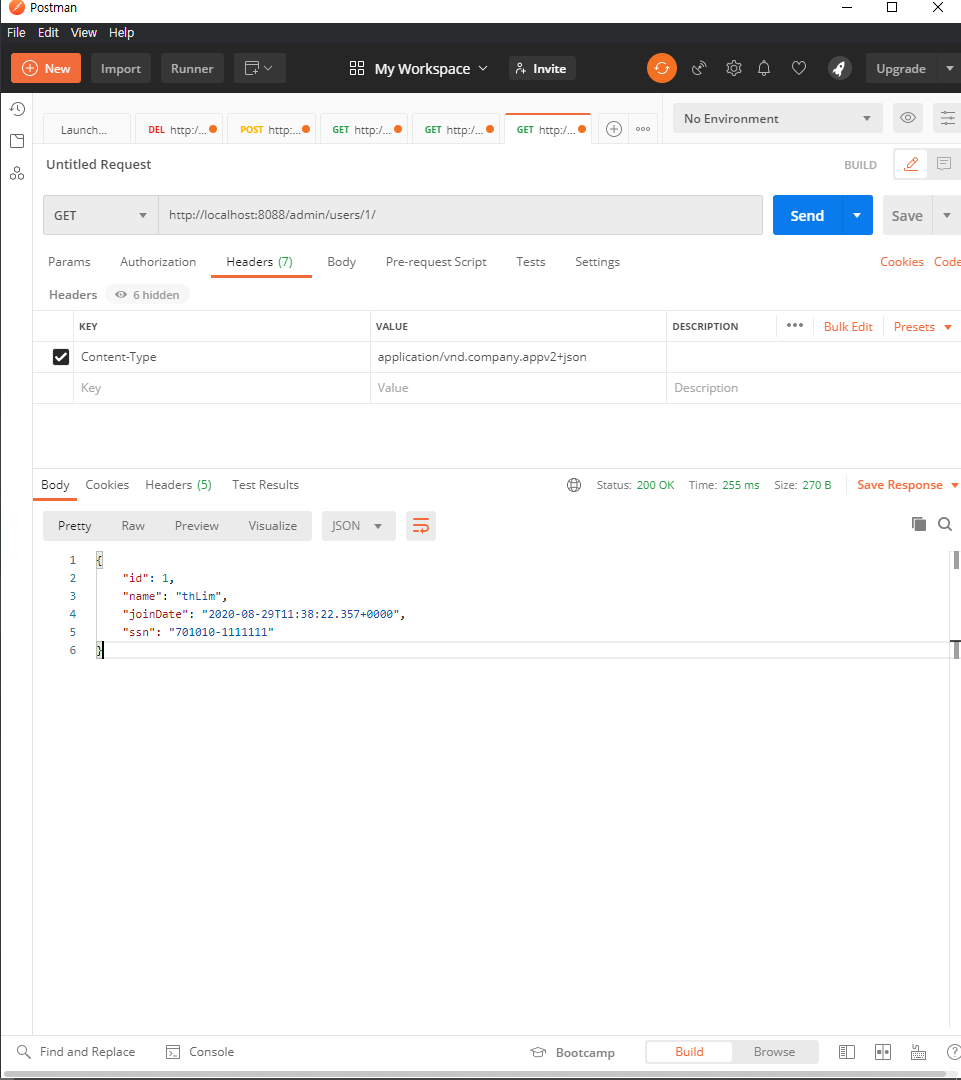 Postman
File Edit View Help
New Import Runner My Workspace Invite Upgrade
Launch... DEL http:/... POST http:... GET http:/... GET http:/... GET http:/... No Environment
Untitled Request BUILD
GET http://localhost:8088/admin/users/1/ Send Save
Params Authorization Headers (7) Body Pre-request Script Tests Settings Cookies Code
Headers 6 hidden
KEY VALUE DESCRIPTION Bulk Edit Presets
Content-Type application/vnd.company.appv2+json
Key Value Description
Body Cookies Headers (5) Test Results Status: 200 OK Time: 255 ms Size: 270 B Save Response
Pretty Raw Preview Visualize JSON
1 {
2 "id": 1,
3 "name": "thLim",
4 "joinDate": "2020-08-29T11:38:22.357+0000",
5 "ssn": "701010-1111111"
6 }
Find and Replace Console Bootcamp Build Browse